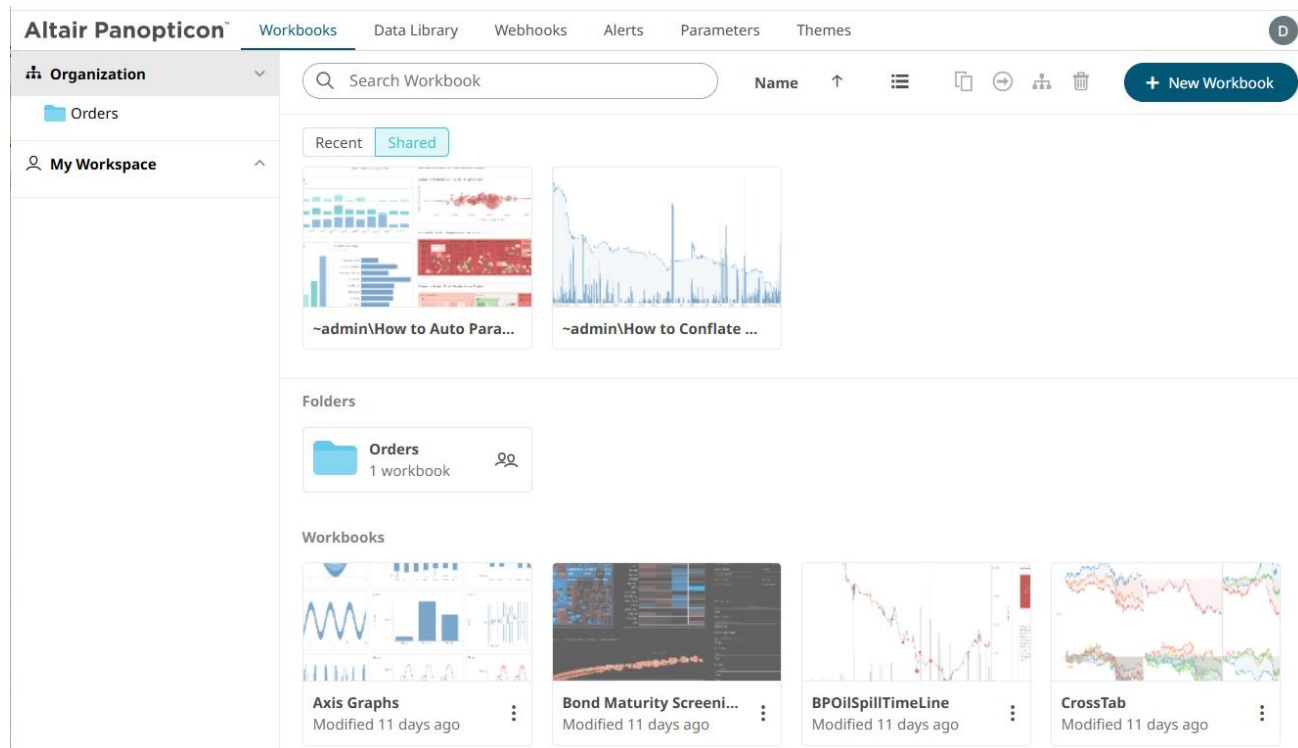 Altair Panopticon™ Workbooks Data Library Webhooks Alerts Parameters Themes D
Organization
Orders
My Workspace
Search Workbook Name + New Workbook
Recent Shared
~admin\How to Auto Para... ~admin\How to Conflate ...
Folders
Orders
1 workbook
Workbooks
Axis Graphs Bond Maturity Screeni... BPOilSpillTimeLine CrossTab
Modified 11 days ago Modified 11 days ago Modified 11 days ago Modified 11 days ago